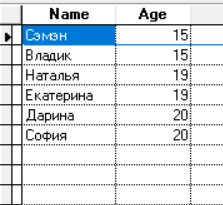 Name Age
Сэмэн 15
Владик 15
Наталья 19
Екатерина 19
Дарина 20
София 20